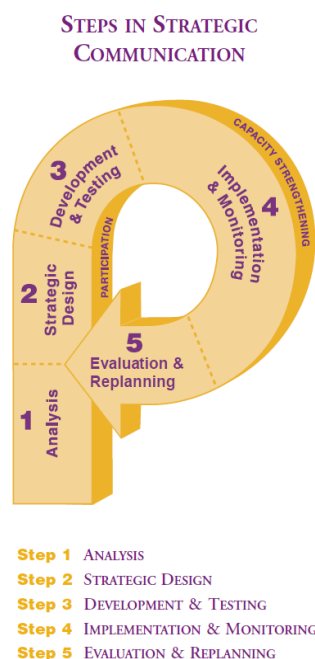 STEPS IN STRATEGIC
COMMUNICATION
3
Development
& Testing
CAPACITY STRENGTHENING
4
Implementation
& Monitoring
PARTICIPATION
2
Strategic
Design
5
Evaluation &
Replanning
1
Analysis
Step 1 ANALYSIS
Step 2 STRATEGIC DESIGN
Step 3 DEVELOPMENT & TESTING
Step 4 IMPLEMENTATION & MONITORING
Step 5 EVALUATION & REPLANNING